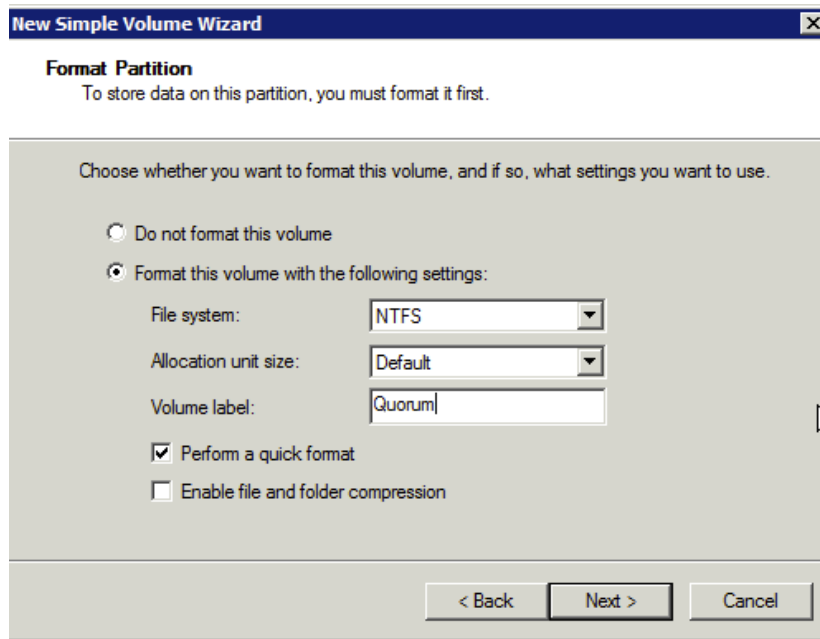 New Simple Volume Wizard
Format Partition
To store data on this partition, you must format it first.
Choose whether you want to format this volume, and if so, what settings you want to use.
Do not format this volume
Format this volume with the following settings:
File system: NTFS
Allocation unit size: Default
Volume label: Quorum
Perform a quick format
Enable file and folder compression
< Back Next > Cancel